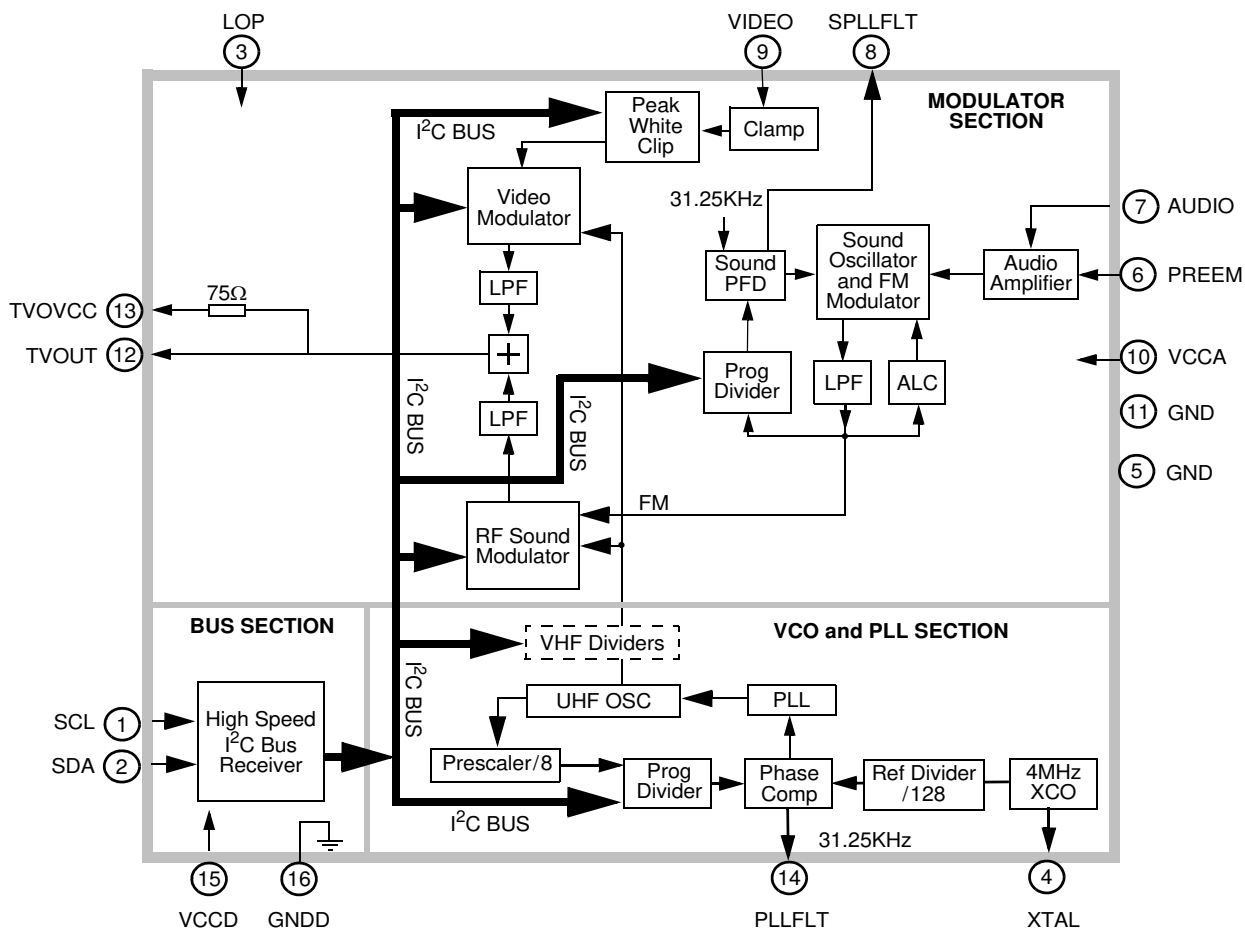 LOP
3
VIDEO
9
SPLLFLT
8
MODULATOR
SECTION
I²C BUS
Peak
White
Clip
Clamp
Video
Modulator
31.25KHz
7 AUDIO
Sound
PFD
Sound
Oscillator
and FM
Modulator
Audio
Amplifier
6 PREEM
LPF
TVOVCC 13
75Ω
TVOUT 12
+
10 VCCA
Prog
Divider
LPF
ALC
I²C BUS
I²C BUS
LPF
11 GND
5 GND
FM
RF Sound
Modulator
BUS SECTION
VCO and PLL SECTION
VHF Dividers
I²C BUS
UHF OSC
PLL
SCL 1
SDA 2
High Speed
I²C Bus
Receiver
Prescaler/8
Prog
Divider
Phase
Comp
Ref Divider
/128
4MHz
XCO
I²C BUS
31.25KHz
15
VCCD
16
GNDD
14
PLLFLT
4
XTAL